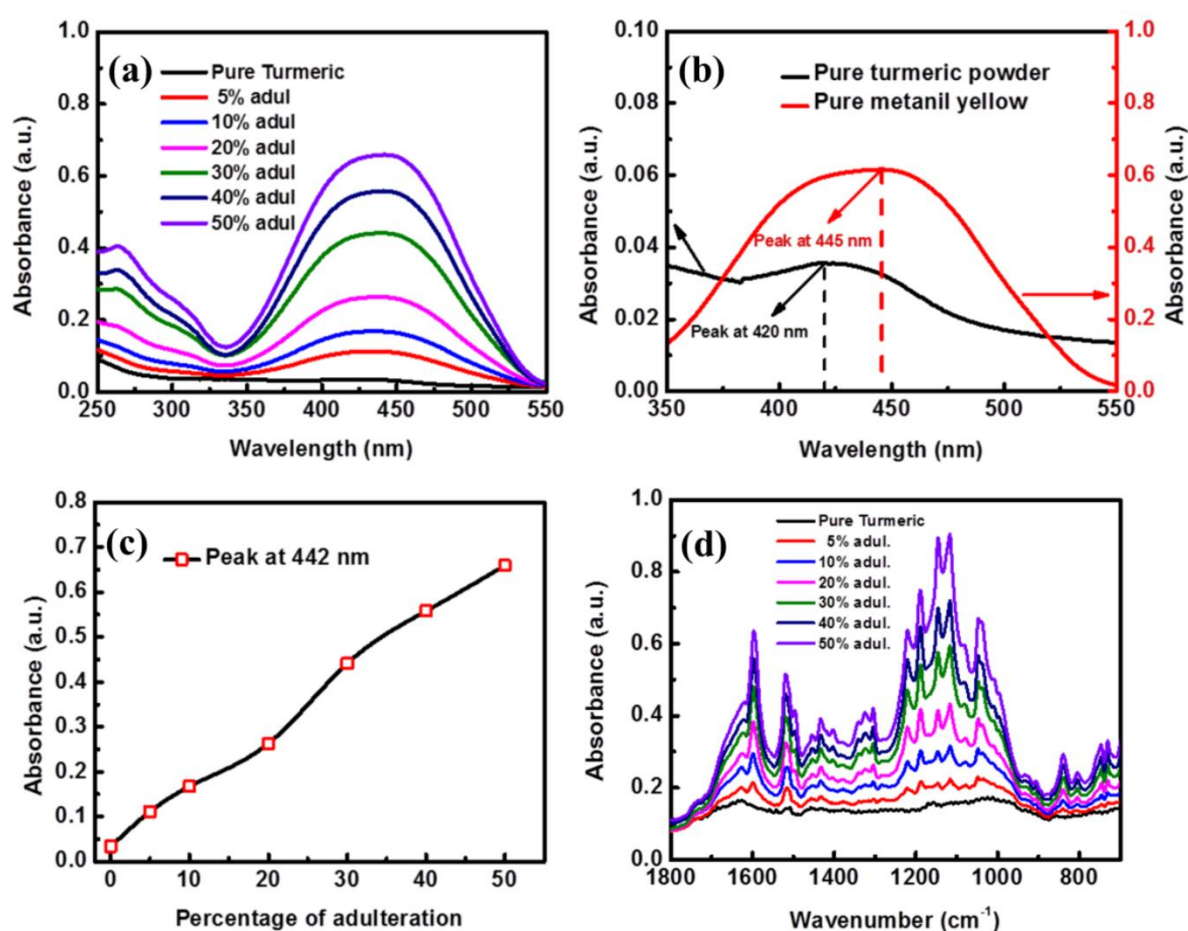 (a)
Pure Turmeric
5% adul
10% adul
20% adul
30% adul
40% adul
50% adul
1.0
0.8
0.6
0.4
0.2
0.0
Absorbance (a.u.)
250 300 350 400 450 500 550
Wavelength (nm)
(b)
Pure turmeric powder
Pure metanil yellow
0.10
0.08
0.06
0.04
0.02
0.00
Absorbance (a.u.)
Peak at 445 nm
Peak at 420 nm
1.0
0.8
0.6
0.4
0.2
0.0
Absorbance (a.u.)
350 400 450 500 550
Wavelength (nm)
(c)
Peak at 442 nm
0.8
0.7
0.6
0.5
0.4
0.3
0.2
0.1
0.0
Absorbance (a.u.)
0 10 20 30 40 50
Percentage of adulteration
(d)
Pure Turmeric
5% adul.
10% adul.
20% adul.
30% adul.
40% adul.
50% adul.
1.0
0.8
0.6
0.4
0.2
0.0
Absorbance (a.u.)
1800 1600 1400 1200 1000 800
Wavenumber (cm⁻¹)